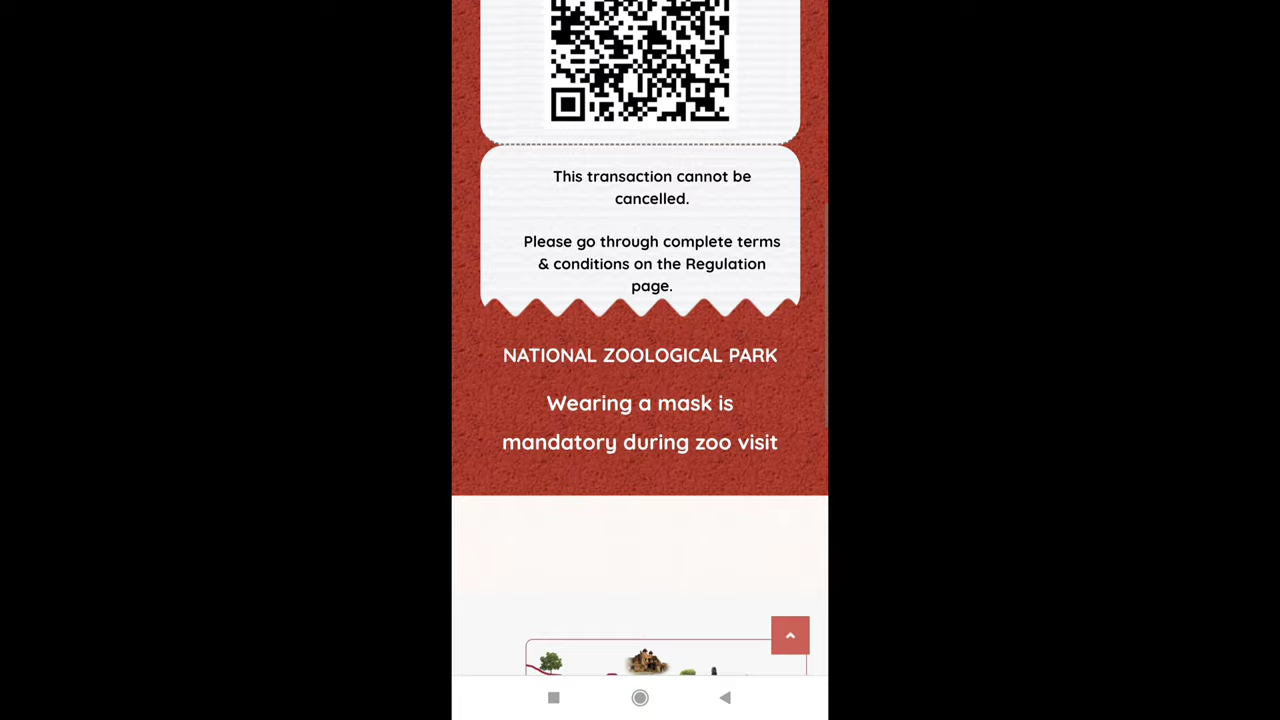 This transaction cannot be
cancelled.
Please go through complete terms
& conditions on the Regulation
page.
NATIONAL ZOOLOGICAL PARK
Wearing a mask is
mandatory during zoo visit